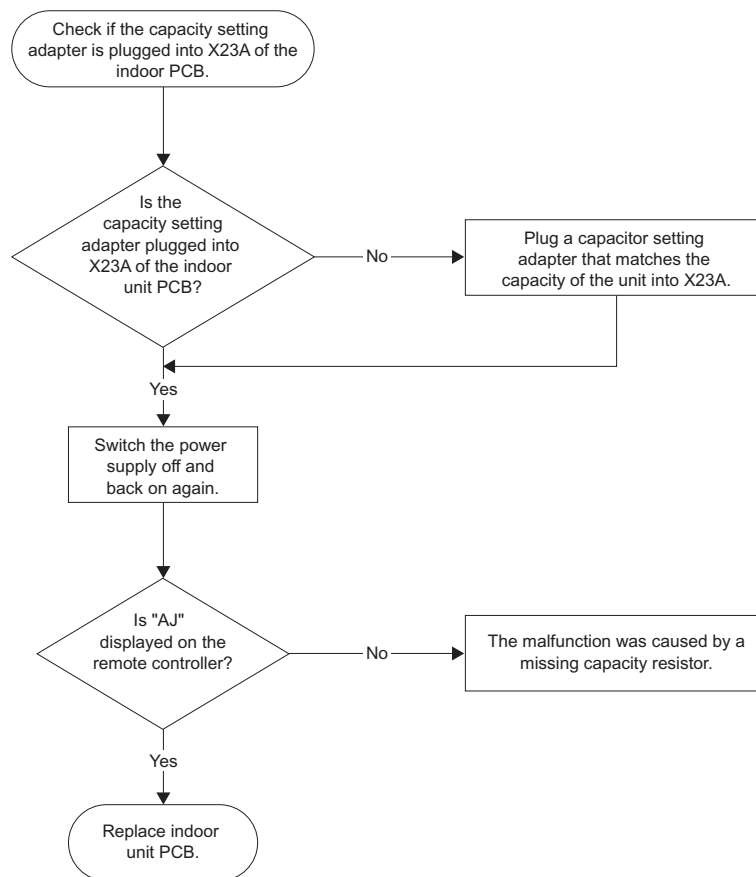 Check if the capacity setting
adapter is plugged into X23A of the
indoor PCB.
Is the
capacity setting
adapter plugged into
X23A of the indoor
unit PCB?
No
Plug a capacitor setting
adapter that matches the
capacity of the unit into X23A.
Yes
Switch the power
supply off and
back on again.
Is "AJ"
displayed on the
remote controller?
No
The malfunction was caused by a
missing capacity resistor.
Yes
Replace indoor
unit PCB.